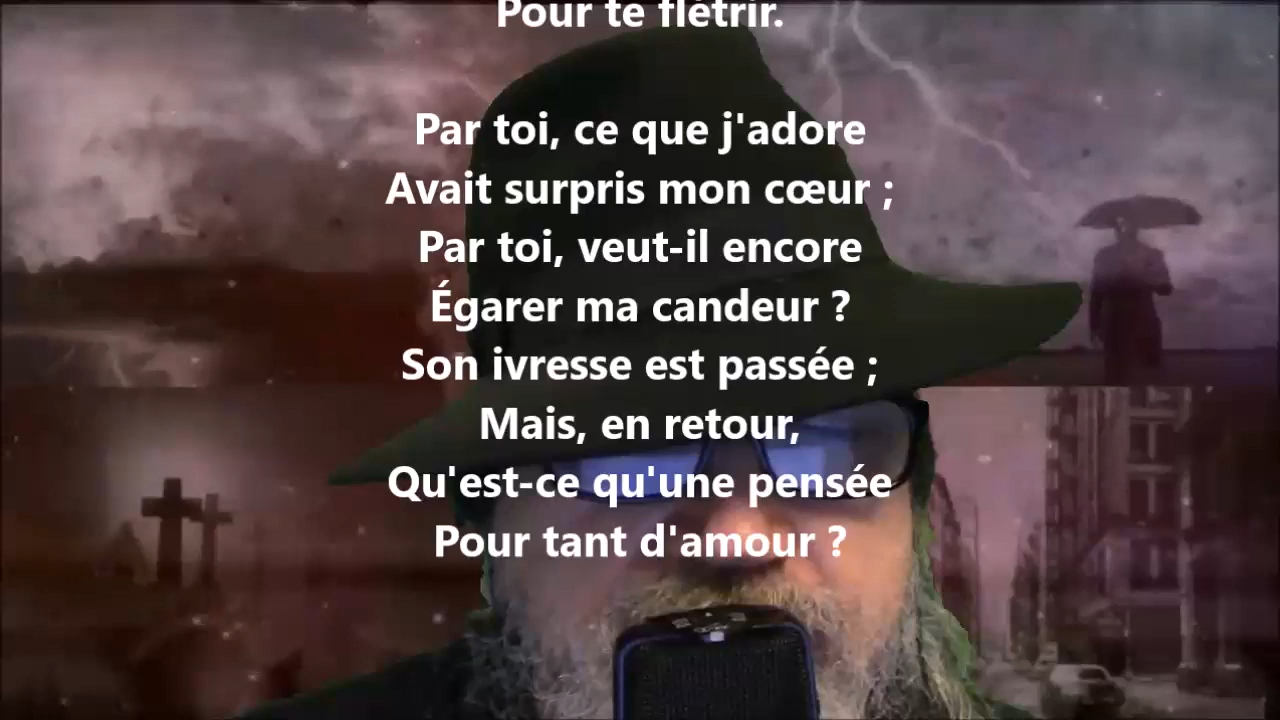 Pour te flétrir.
Par toi, ce que j'adore
Avait surpris mon cœur ;
Par toi, veut-il encore
Égarer ma candeur ?
Son ivresse est passée ;
Mais, en retour,
Qu'est-ce qu'une pensée
Pour tant d'amour ?